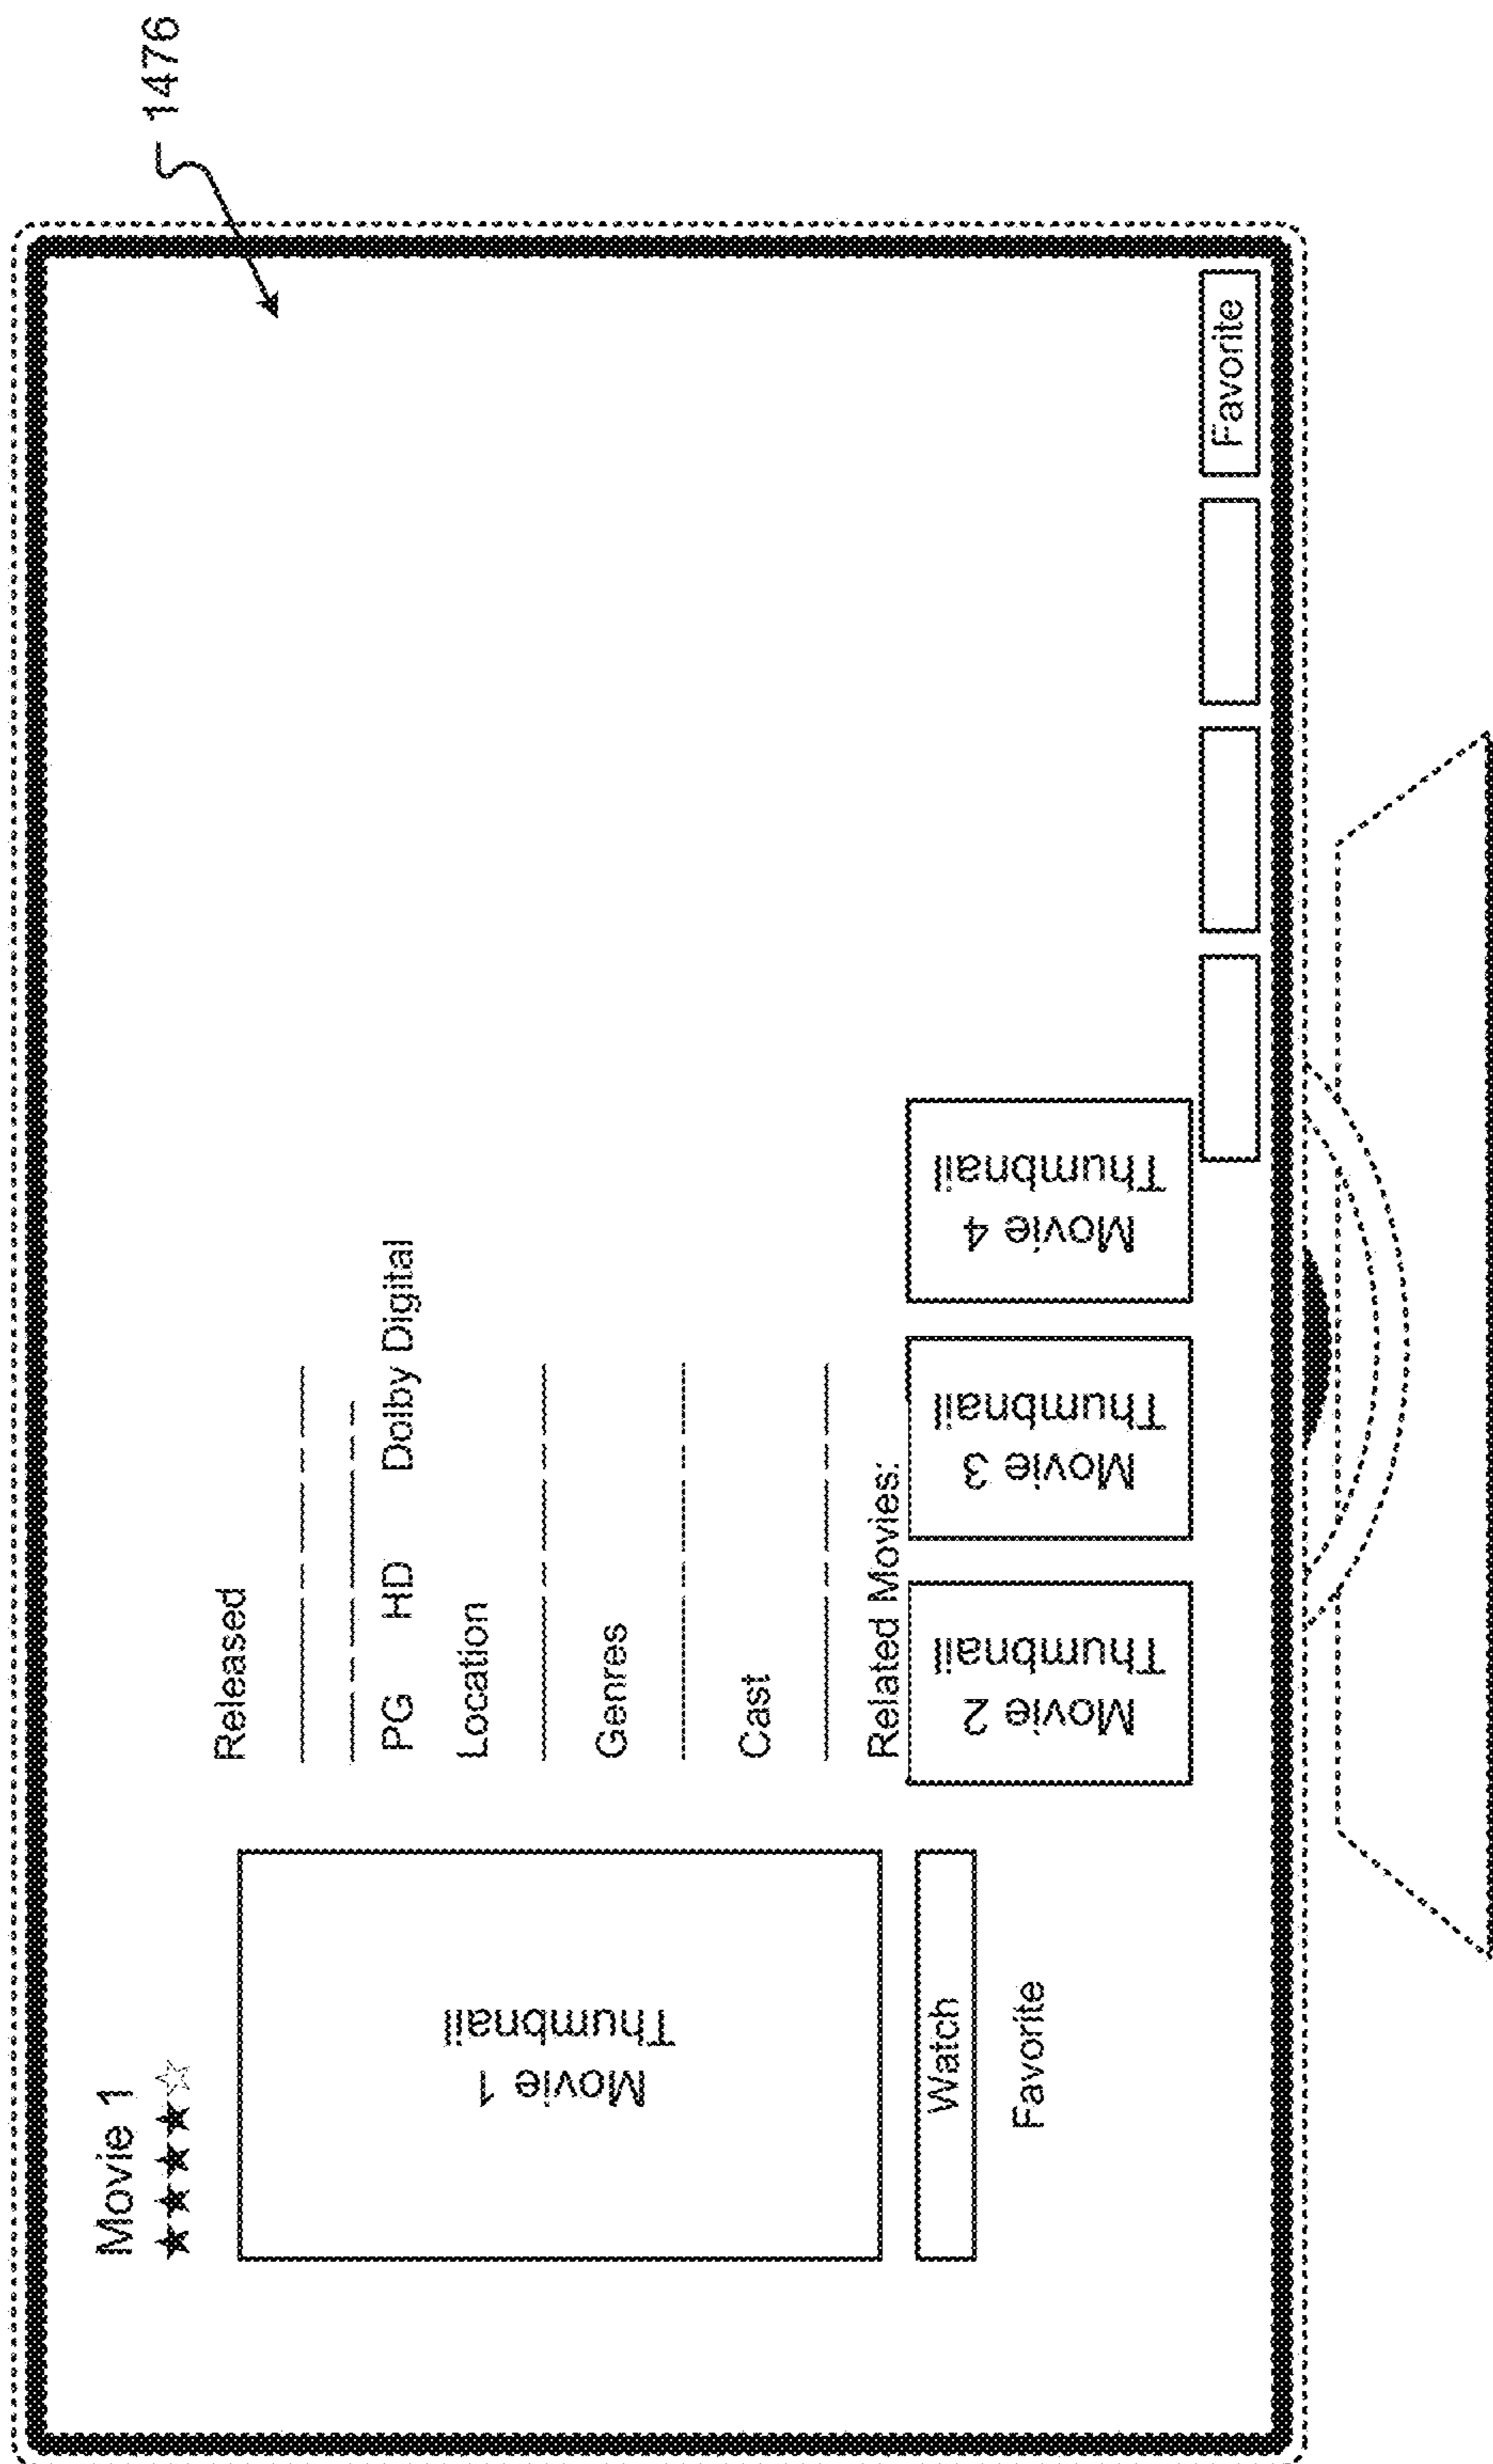 1476
Movie 1
★★★★☆
Movie 1
Thumbnail
Watch
Favorite
Released
PG HD Dolby Digital
Location
Genres
Cast
Related Movies:
Movie 2
Thumbnail
Movie 3
Thumbnail
Movie 4
Thumbnail
Favorite